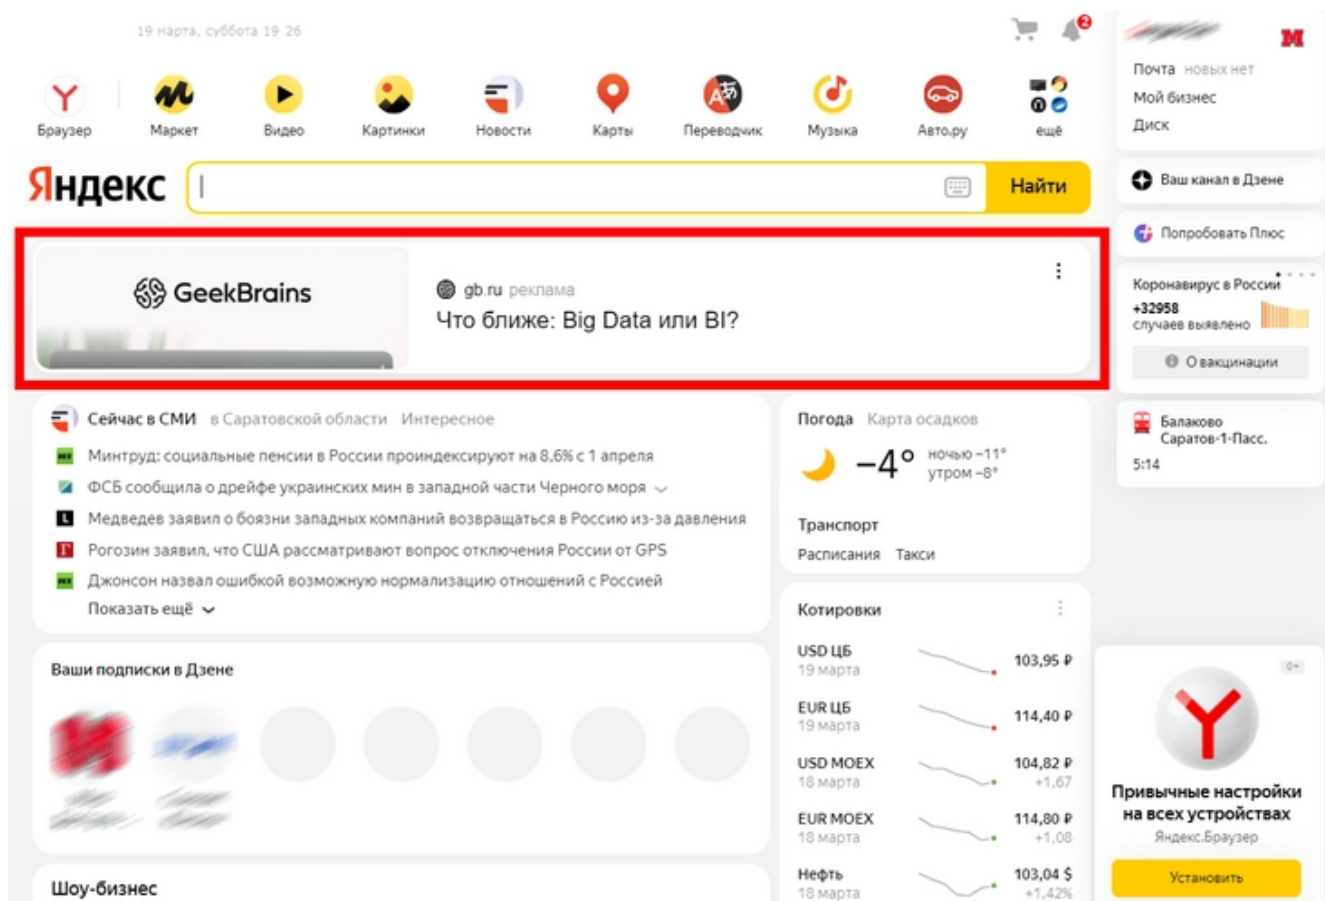 19 марта, суббота 19 26
2
Браузер
Маркет
Видео
Картинки
Новости
Карты
Переводчик
Музыка
Авто.ру
ещё
Яндекс
Найти
GeekBrains
gb.ru реклама
Что ближе: Big Data или BI?
Сейчас в СМИ в Саратовской области Интересное
Минтруд: социальные пенсии в России проиндексируют на 8,6% с 1 апреля
ФСБ сообщила о дрейфе украинских мин в западной части Черного моря
Медведев заявил о боязни западных компаний возвращаться в Россию из-за давления
Рогозин заявил, что США рассматривают вопрос отключения России от GPS
Джонсон назвал ошибкой возможную нормализацию отношений с Россией
Показать ещё
Ваши подписки в Дзене
Шоу-бизнес
Погода Карта осадков
−4° ночью −11°
утром −8°
Транспорт
Расписания Такси
Котировки
USD ЦБ 103,95 ₽
19 марта
EUR ЦБ 114,40 ₽
19 марта
USD MOEX 104,82 ₽
18 марта +1,67
EUR MOEX 114,80 ₽
18 марта +1,08
Нефть 103,04 $
18 марта +1,42%
Почта новых нет
Мой бизнес
Диск
Ваш канал в Дзене
Попробовать Плюс
Коронавирус в России
+32958
случаев выявлено
О вакцинации
Балаково
Саратов-1-Пасс.
5:14
0+
Привычные настройки
на всех устройствах
Яндекс.Браузер
Установить